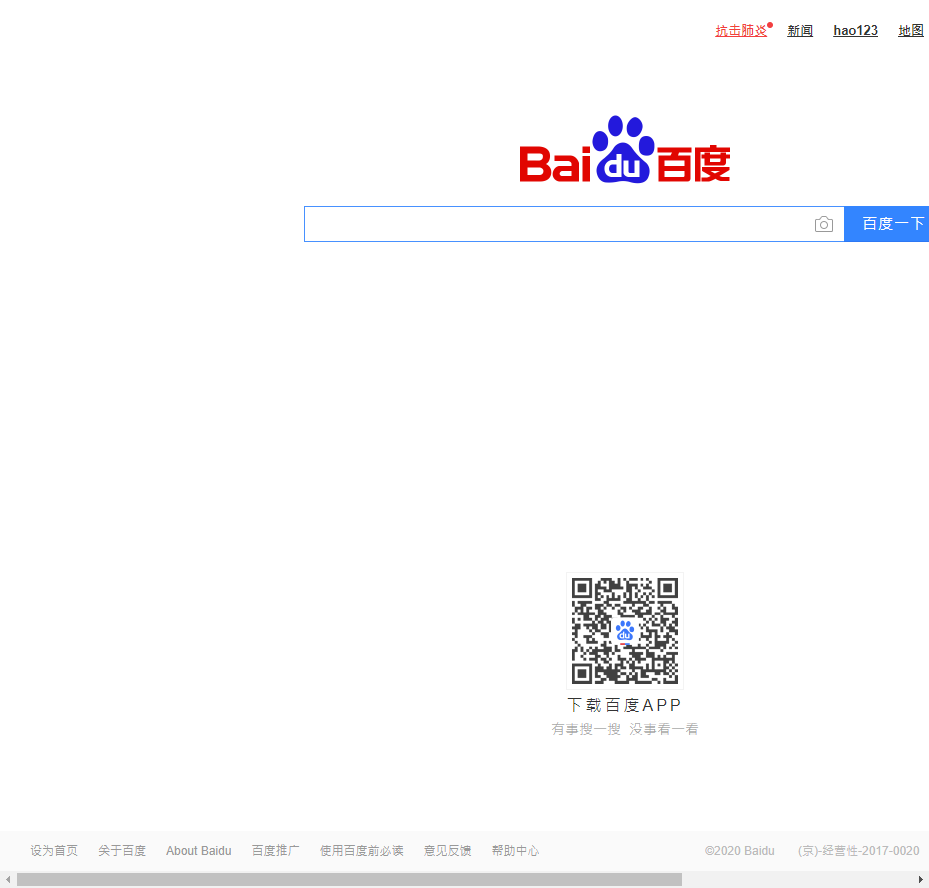 抗击肺炎 新闻 hao123 地图
Bai du 百度
百度一下
du
下载百度APP
有事搜一搜 没事看一看
设为首页 关于百度 About Baidu 百度推广 使用百度前必读 意见反馈 帮助中心 ©2020 Baidu (京)-经营性-2017-0020